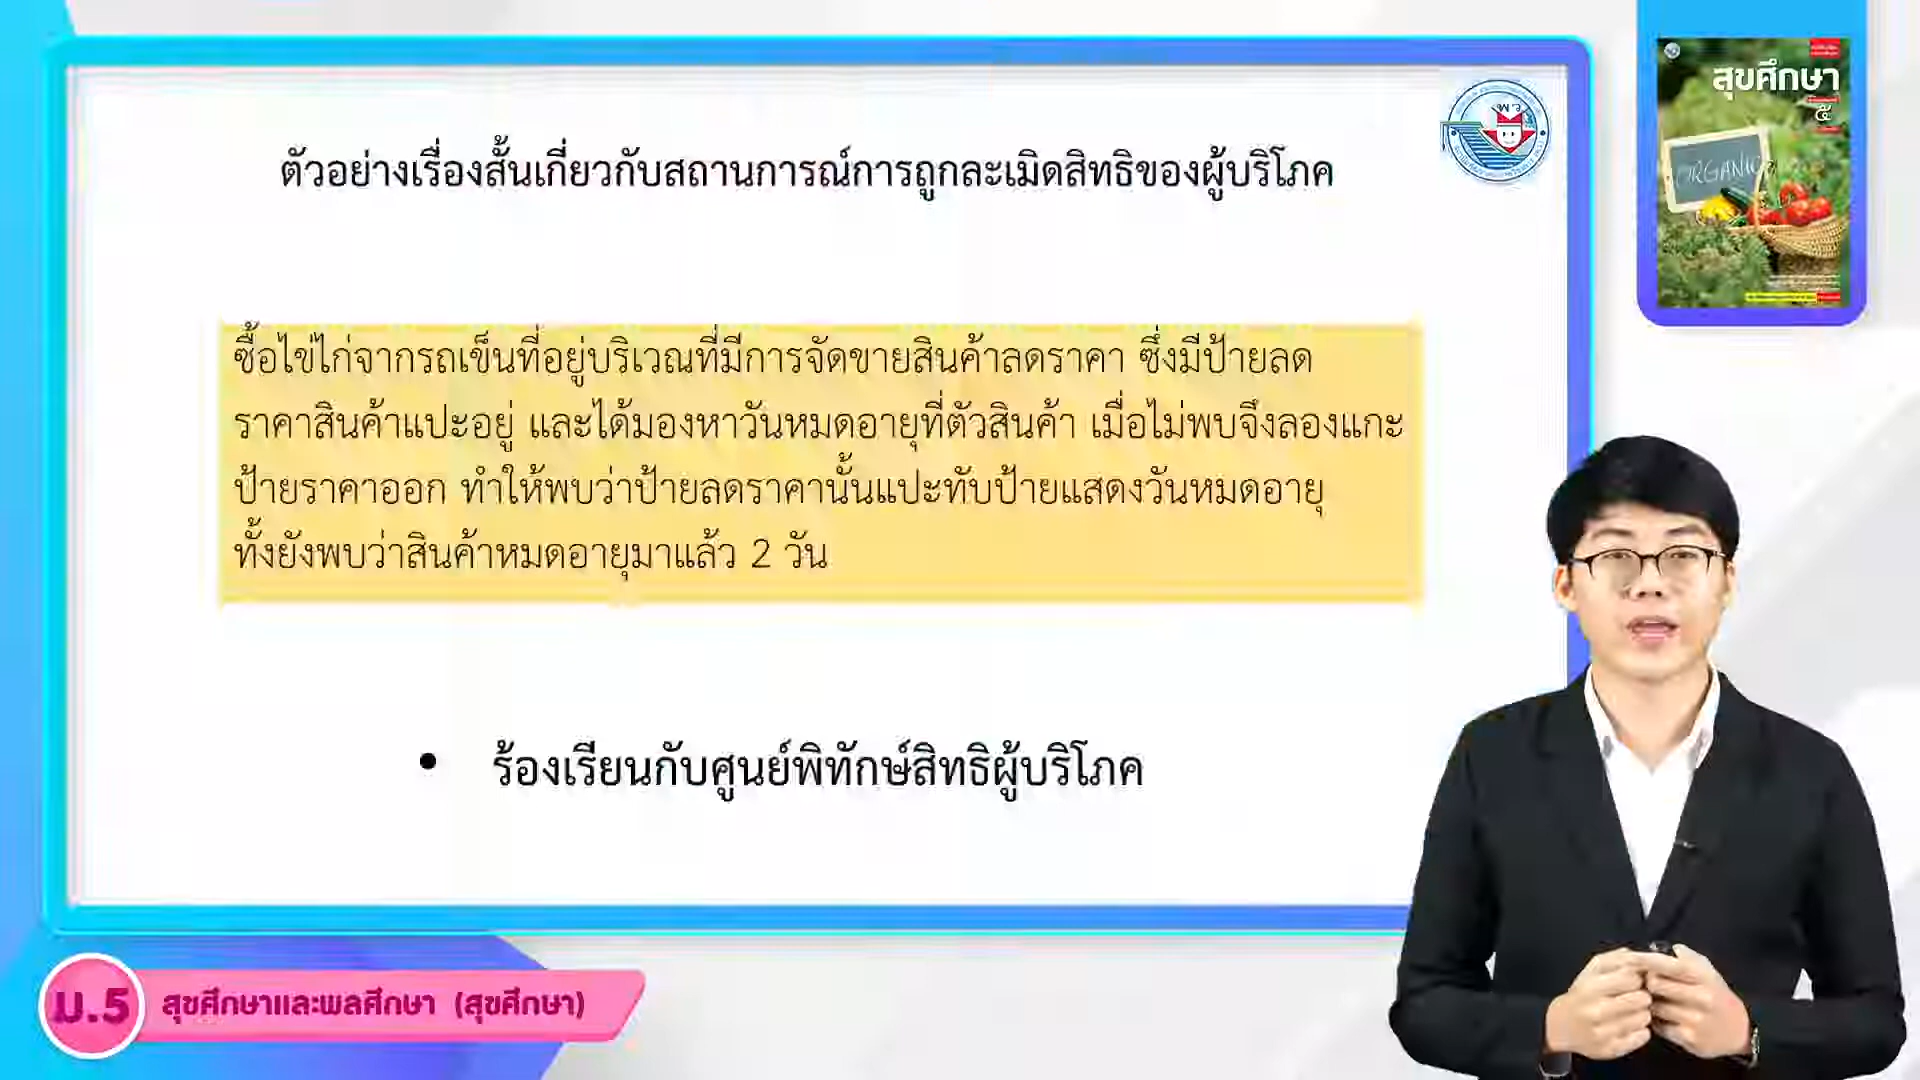 ตัวอย่างเรื่องสั้นเกี่ยวกับสถานการณ์การถูกละเมิดสิทธิของผู้บริโภค
พว
สุขศึกษา
๕
ORGANIC
ซื้อไข่ไก่จากรถเข็นที่อยู่บริเวณที่มีการจัดขายสินค้าลดราคา ซึ่งมีป้ายลด
ราคาสินค้าแปะอยู่ และได้มองหาวันหมดอายุที่ตัวสินค้า เมื่อไม่พบจึงลองแกะ
ป้ายราคาออก ทำให้พบว่าป้ายลดราคานั้นแปะทับป้ายแสดงวันหมดอายุ
ทั้งยังพบว่าสินค้าหมดอายุมาแล้ว 2 วัน
• ร้องเรียนกับศูนย์พิทักษ์สิทธิผู้บริโภค
ม.5 สุขศึกษาและพลศึกษา (สุขศึกษา)